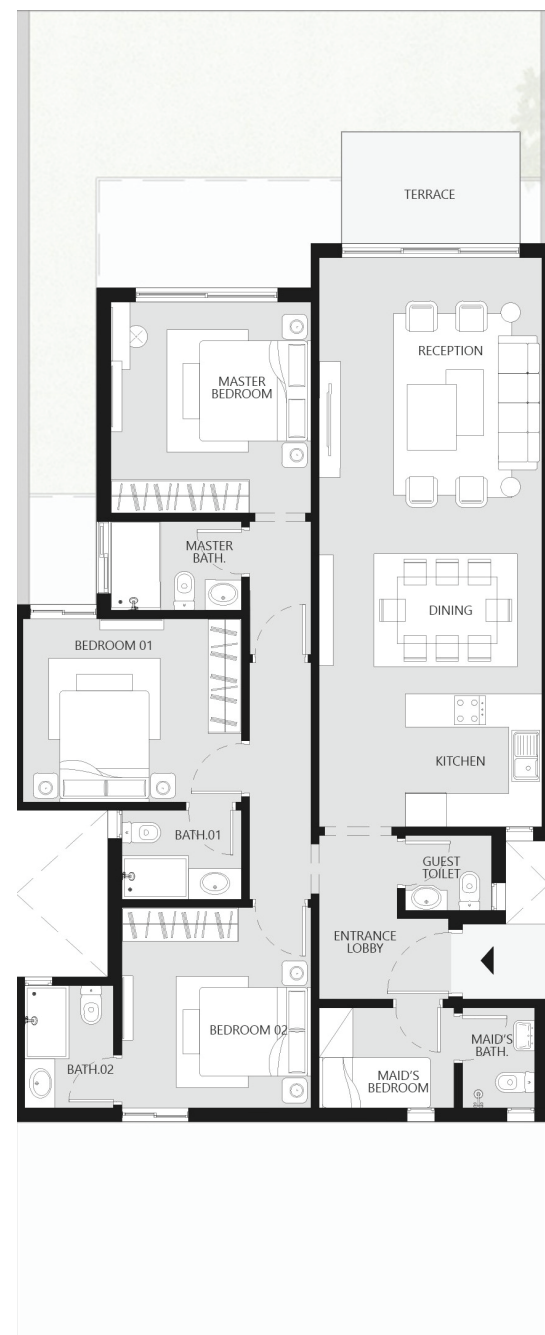 TERRACE
RECEPTION
MASTER
BEDROOM
MASTER
BATH.
DINING
BEDROOM 01
KITCHEN
BATH.01
GUEST
TOILET
ENTRANCE
LOBBY
BEDROOM 02
MAID'S
BATH.
BATH.02
MAID'S
BEDROOM